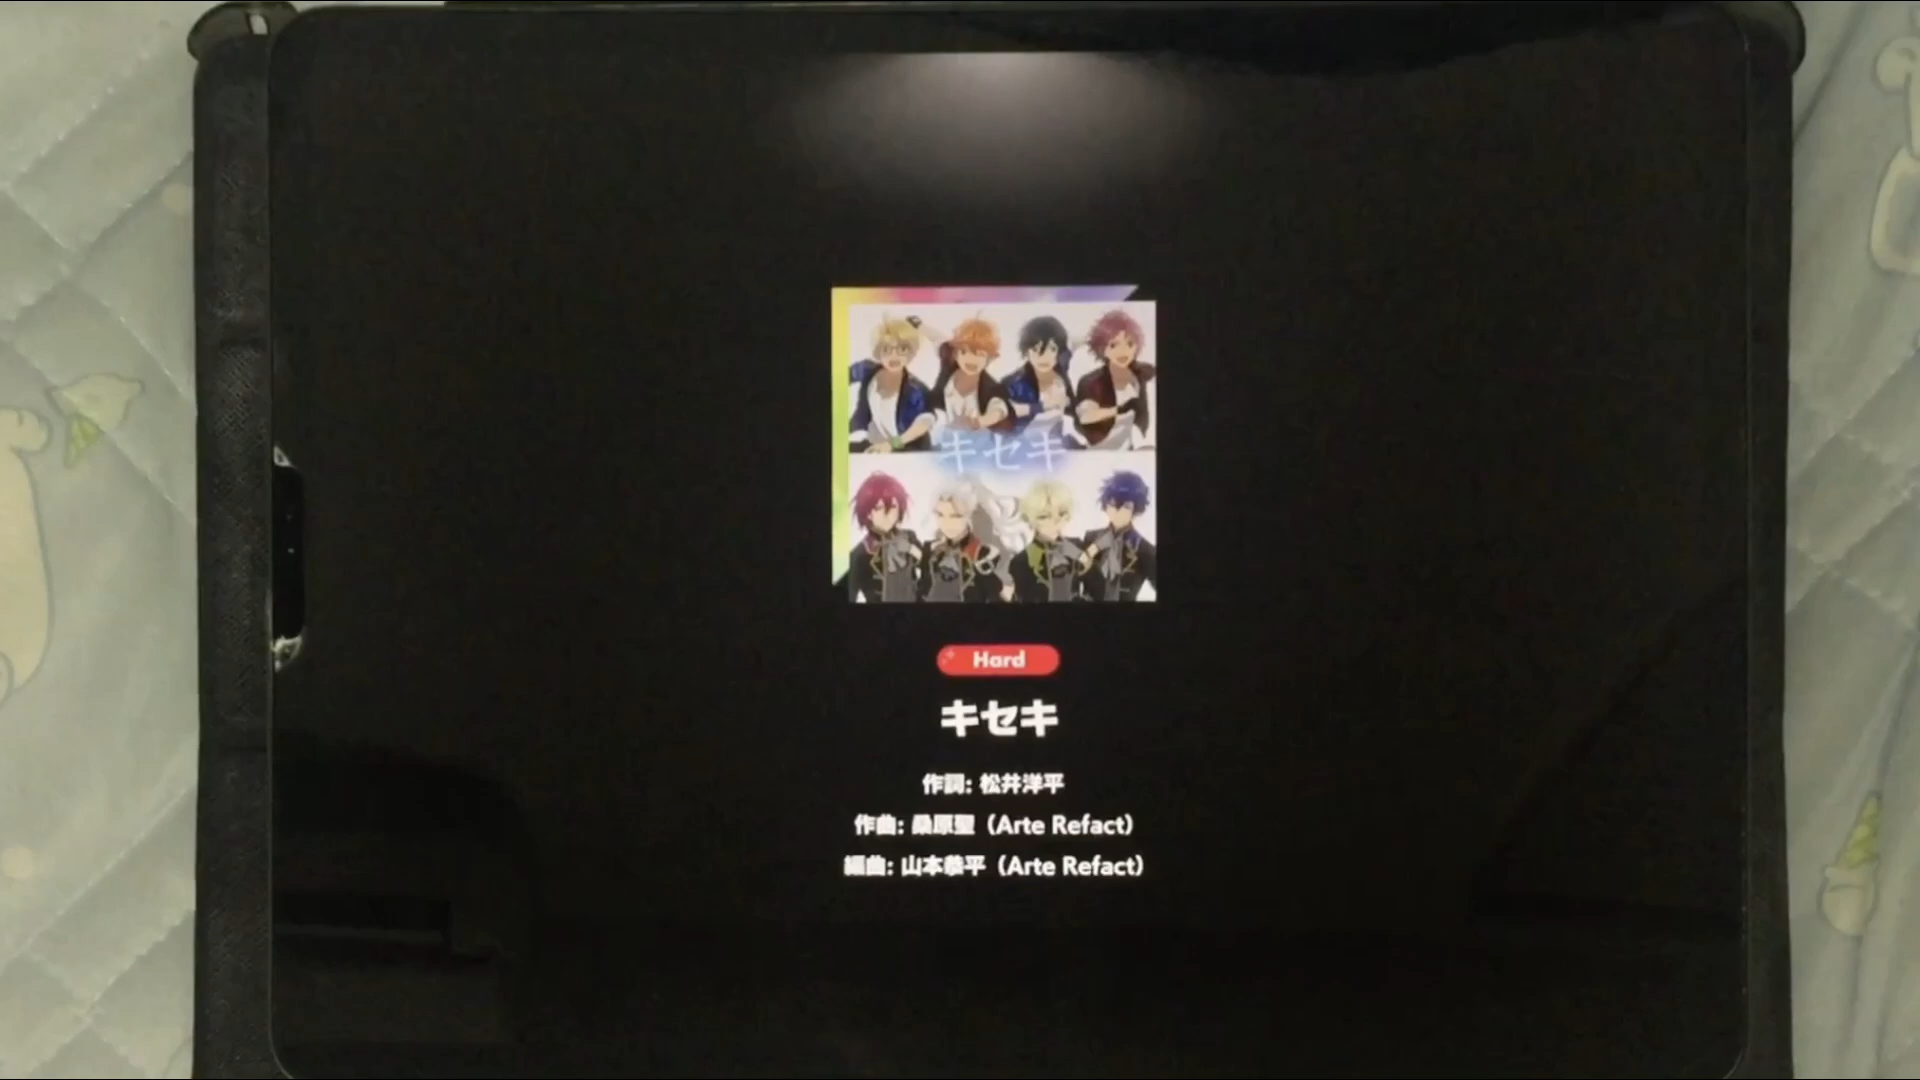 キセキ
Hard
キセキ
作詞: 松井洋平
作曲: 桑原聖（Arte Refact）
編曲: 山本恭平（Arte Refact）